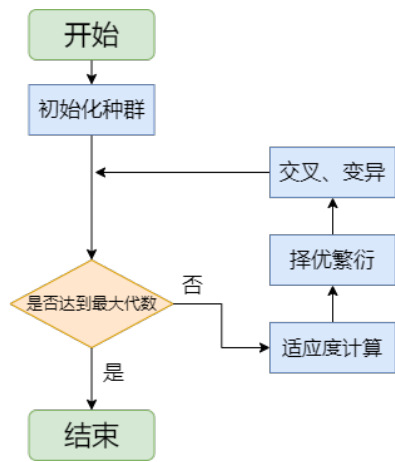 开始
初始化种群
交叉、变异
择优繁衍
是否达到最大代数
否
适应度计算
是
结束